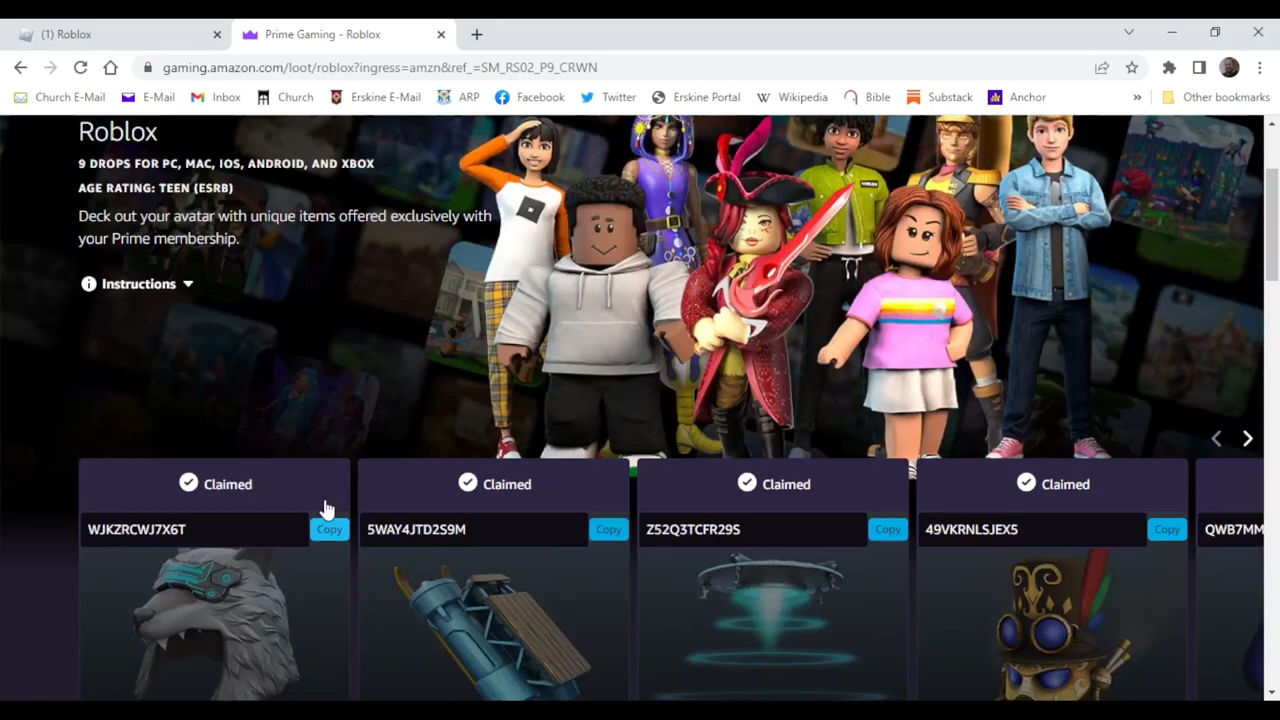 (1) Roblox
Prime Gaming - Roblox
gaming.amazon.com/loot/roblox?ingress=amzn&ref_=SM_RS02_P9_CRWN
Church E-Mail E-Mail Inbox Church Erskine E-Mail ARP Facebook Twitter Erskine Portal Wikipedia Bible Substack Anchor » Other bookmarks
Roblox
9 DROPS FOR PC, MAC, IOS, ANDROID, AND XBOX
AGE RATING: TEEN (ESRB)
Deck out your avatar with unique items offered exclusively with
your Prime membership.
Instructions
Claimed Claimed Claimed Claimed
WJKZRCWJ7X6T Copy 5WAY4JTD2S9M Copy Z52Q3TCFR29S Copy 49VKRNLSJEX5 Copy QWB7MM